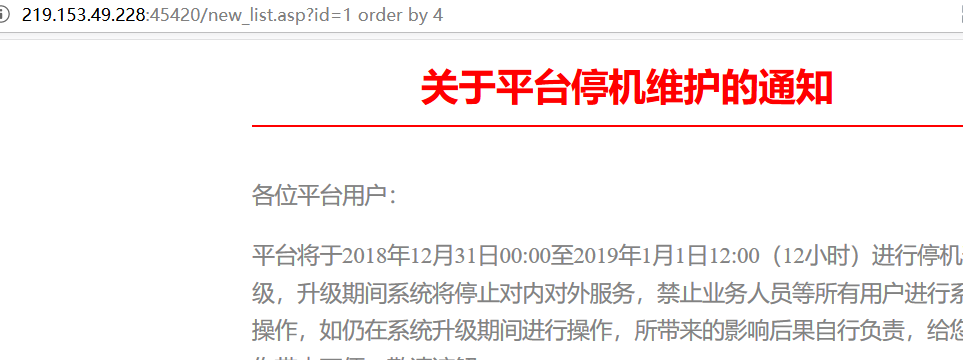 219.153.49.228:45420/new_list.asp?id=1 order by 4
关于平台停机维护的通知
各位平台用户：
平台将于2018年12月31日00:00至2019年1月1日12:00（12小时）进行停机
级，升级期间系统将停止对内对外服务，禁止业务人员等所有用户进行系
操作，如仍在系统升级期间进行操作，所带来的影响后果自行负责，给您